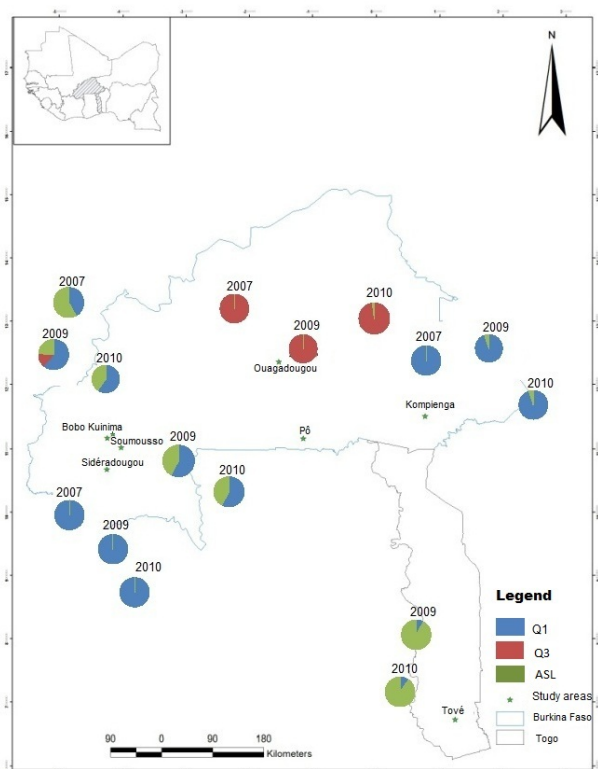 N
2007
2009
2010
2007
2009
2010
2007
2009
2010
Ouagadougou
Kompienga
Bobo Kuinima
Soumousso
Sidéradougou
Pô
2009
2010
2007
2009
2010
2009
2010
Tové
Legend
Q1
Q3
ASL
Study areas
Burkina Faso
Togo
90 0 90 180
Kilometers